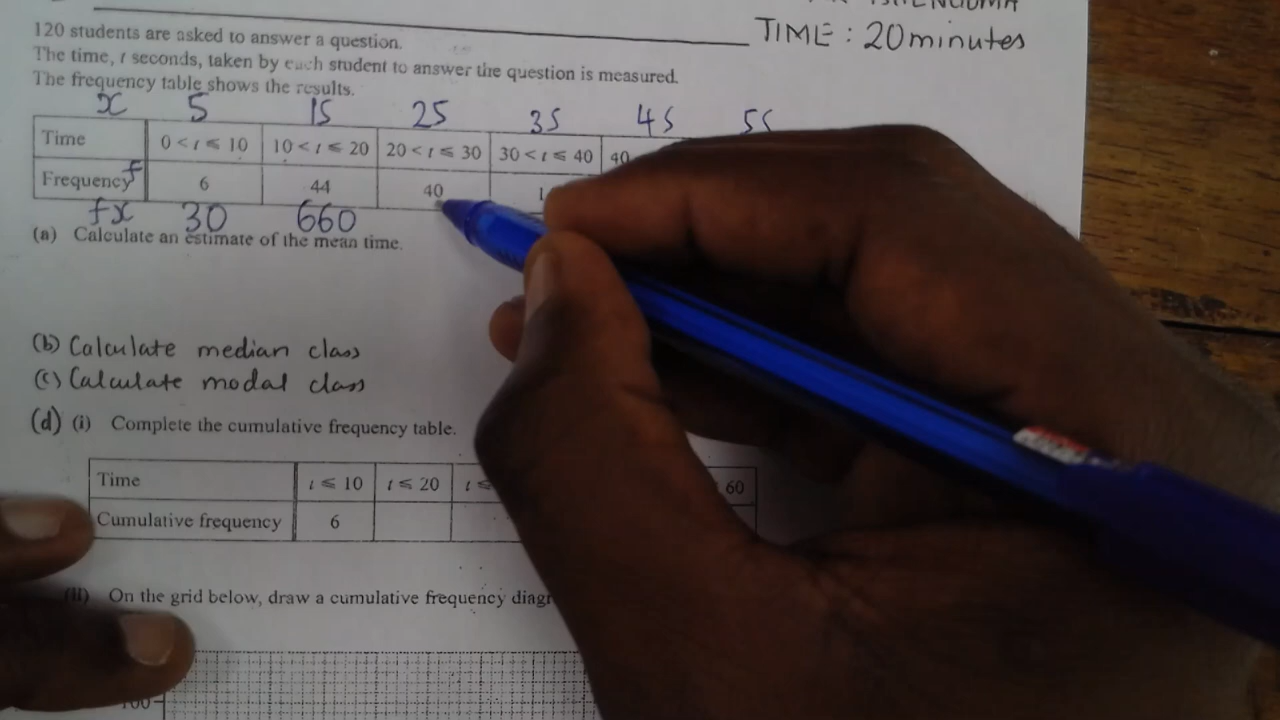 TIME : 20 minutes
120 students are asked to answer a question.
The time, t seconds, taken by each student to answer the question is measured.
The frequency table shows the results.
x 5 15 25 35 45 55
Time 0 < t ≤ 10 10 < t ≤ 20 20 < t ≤ 30 30 < t ≤ 40 40
Frequency f 6 44 40
fx 30 660
(a) Calculate an estimate of the mean time.
(b) Calculate median class
(c) Calculate modal class
(d) (i) Complete the cumulative frequency table.
Time t ≤ 10 t ≤ 20 t ≤ 60
Cumulative frequency 6
(ii) On the grid below, draw a cumulative frequency
100